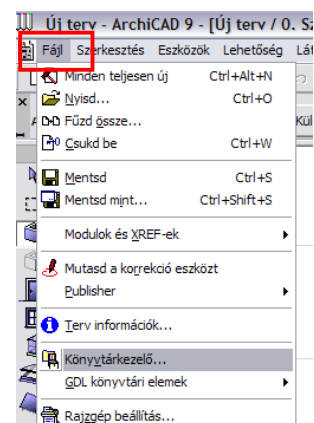 Új terv - ArchiCAD 9 - [Új terv / 0. Sz
Fájl Szerkesztés Eszközök Lehetőség Lát
Minden teljesen új Ctrl+Alt+N
Nyisd... Ctrl+O
Fűzd össze... Kül
Csukd be Ctrl+W
Mentsd Ctrl+S
Mentsd mint... Ctrl+Shift+S
Modulok és XREF-ek
Mutasd a korrekció eszközt
Publisher
Terv információk...
Könyvtárkezelő...
GDL könyvtári elemek
Rajzgép beállítás...